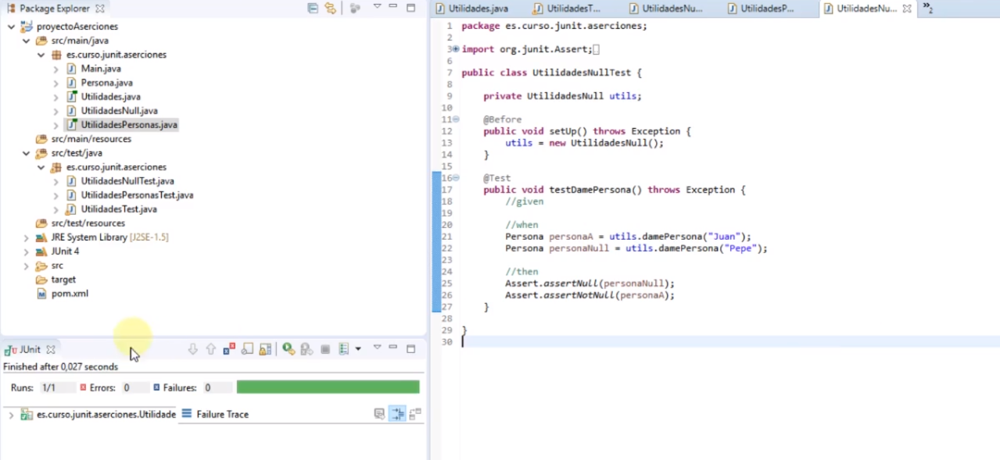 Package Explorer
proyectoAserciones
src/main/java
es.curso.junit.aserciones
Main.java
Persona.java
Utilidades.java
UtilidadesNull.java
UtilidadesPersonas.java
src/main/resources
src/test/java
es.curso.junit.aserciones
UtilidadesNullTest.java
UtilidadesPersonasTest.java
UtilidadesTest.java
src/test/resources
JRE System Library [J2SE-1.5]
JUnit 4
src
target
pom.xml
JUnit
Finished after 0,027 seconds
Runs: 1/1 Errors: 0 Failures: 0
es.curso.junit.aserciones.Utilidade
Failure Trace
Utilidades.java UtilidadesT... UtilidadesNu... UtilidadesP... UtilidadesNu... »2
1 package es.curso.junit.aserciones;
2
3 import org.junit.Assert;
6
7 public class UtilidadesNullTest {
8
9 private UtilidadesNull utils;
10
11 @Before
12 public void setUp() throws Exception {
13 utils = new UtilidadesNull();
14 }
15
16 @Test
17 public void testDamePersona() throws Exception {
18 //given
19
20 //when
21 Persona personaA = utils.damePersona("Juan");
22 Persona personaNull = utils.damePersona("Pepe");
23
24 //then
25 Assert.assertNull(personaNull);
26 Assert.assertNotNull(personaA);
27 }
28
29 }
30